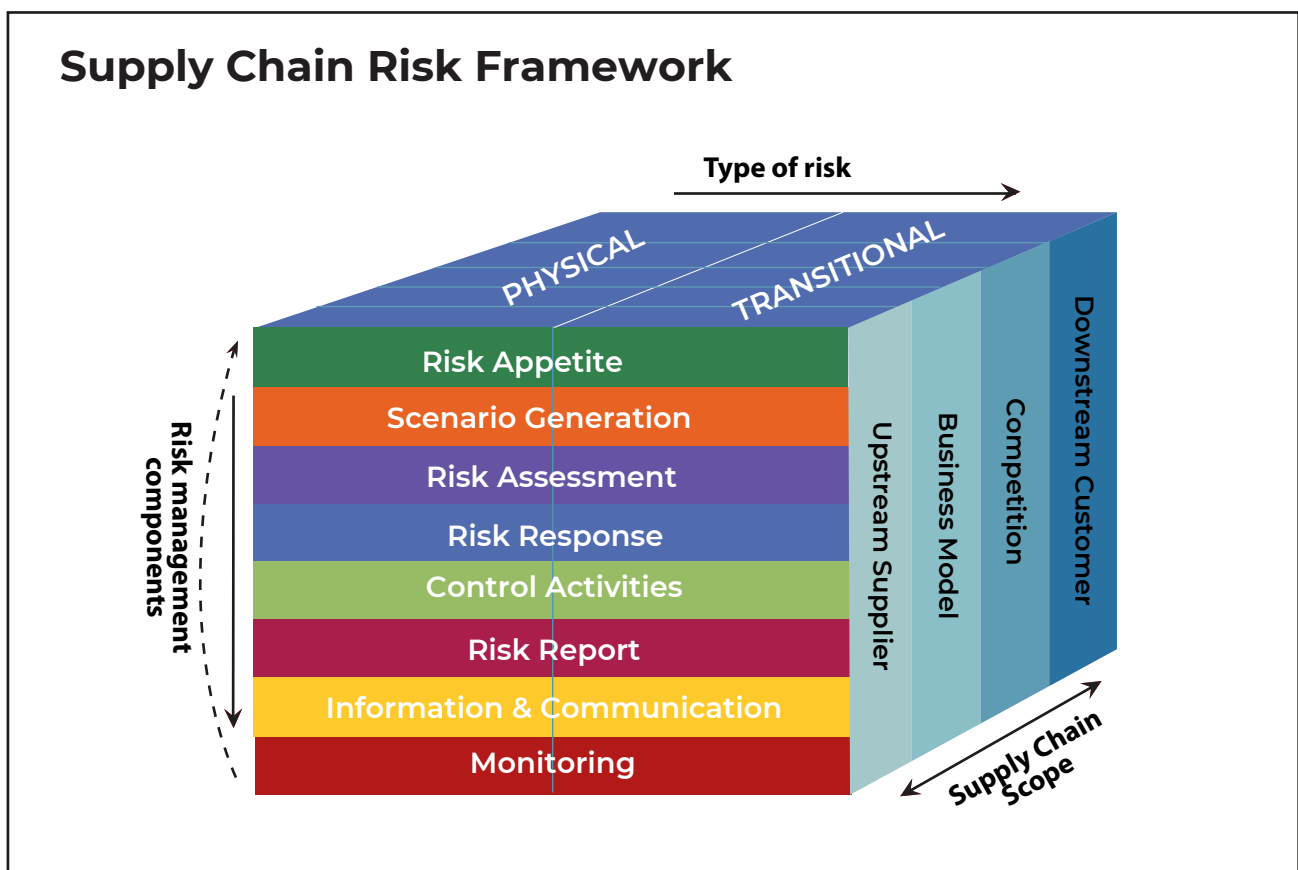 Supply Chain Risk Framework
Type of risk
PHYSICAL
TRANSITIONAL
Risk management
components
Risk Appetite
Scenario Generation
Risk Assessment
Risk Response
Control Activities
Risk Report
Information & Communication
Monitoring
Upstream Supplier
Business Model
Competition
Downstream Customer
Supply Chain
Scope